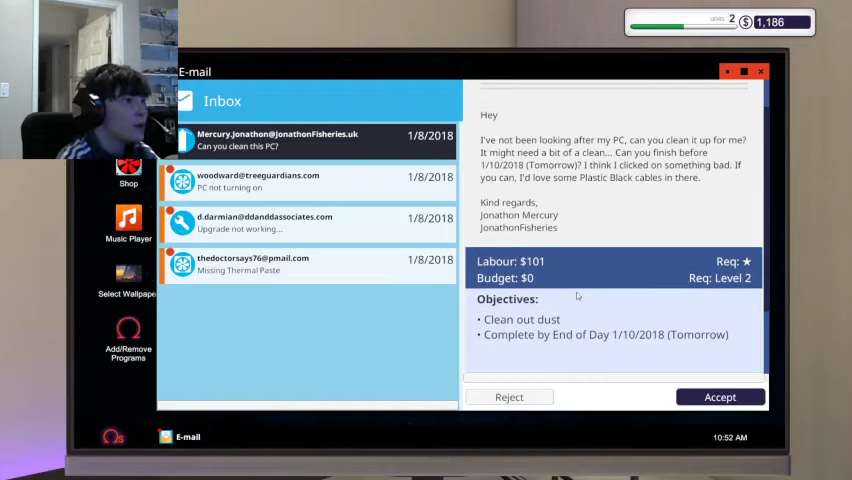 LEVEL 2 $ 1,186
E-mail
Inbox
Mercury.Jonathon@JonathonFisheries.uk 1/8/2018
Can you clean this PC?
woodward@treeguardians.com 1/8/2018
PC not turning on
d.darmian@ddanddassociates.com 1/8/2018
Upgrade not working...
thedoctorsays76@pmail.com 1/8/2018
Missing Thermal Paste
Hey
I've not been looking after my PC, can you clean it up for me?
It might need a bit of a clean... Can you finish before
1/10/2018 (Tomorrow)? I think I clicked on something bad. If
you can, I'd love some Plastic Black cables in there.
Kind regards,
Jonathon Mercury
JonathonFisheries
Labour: $101 Req: ★
Budget: $0 Req: Level 2
Objectives:
• Clean out dust
• Complete by End of Day 1/10/2018 (Tomorrow)
Reject Accept
Shop
Music Player
Select Wallpape
Add/Remove
Programs
E-mail 10:52 AM